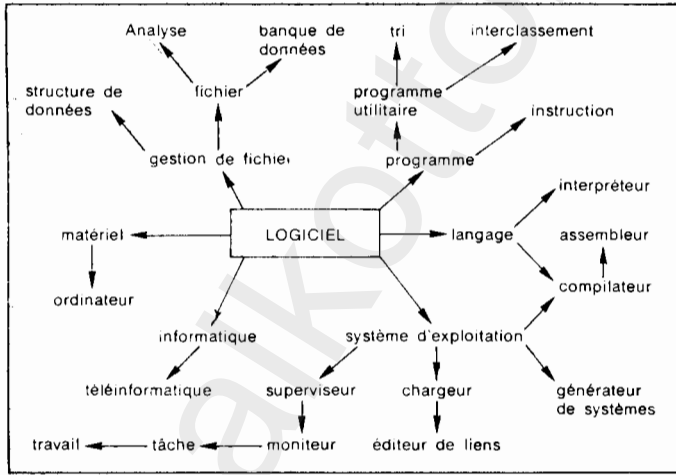 Analyse
banque de
données
tri
interclassement
structure de
données
fichier
programme
utilitaire
instruction
gestion de fichier
programme
interpréteur
matériel
LOGICIEL
langage
assembleur
ordinateur
compilateur
informatique
système d'exploitation
téléinformatique
superviseur
chargeur
générateur
de systèmes
travail
tâche
moniteur
éditeur de liens